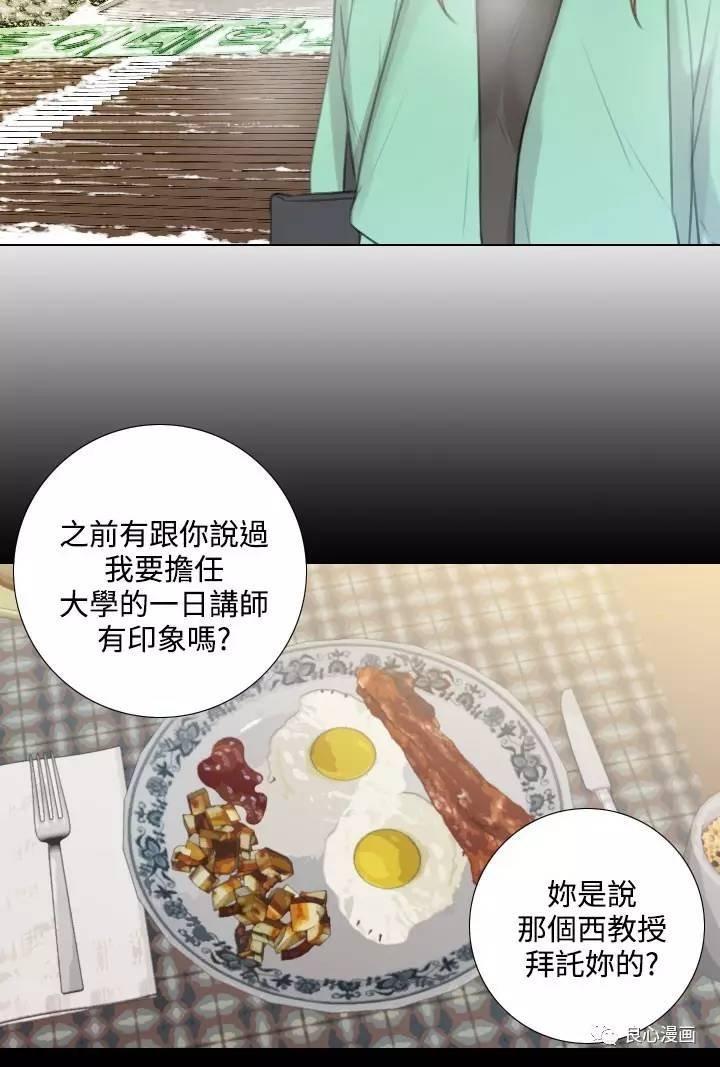 之前有跟你說過
我要擔任
大學的一日講師
有印象嗎?
妳是說
那個西教授
拜託妳的?
良心漫画